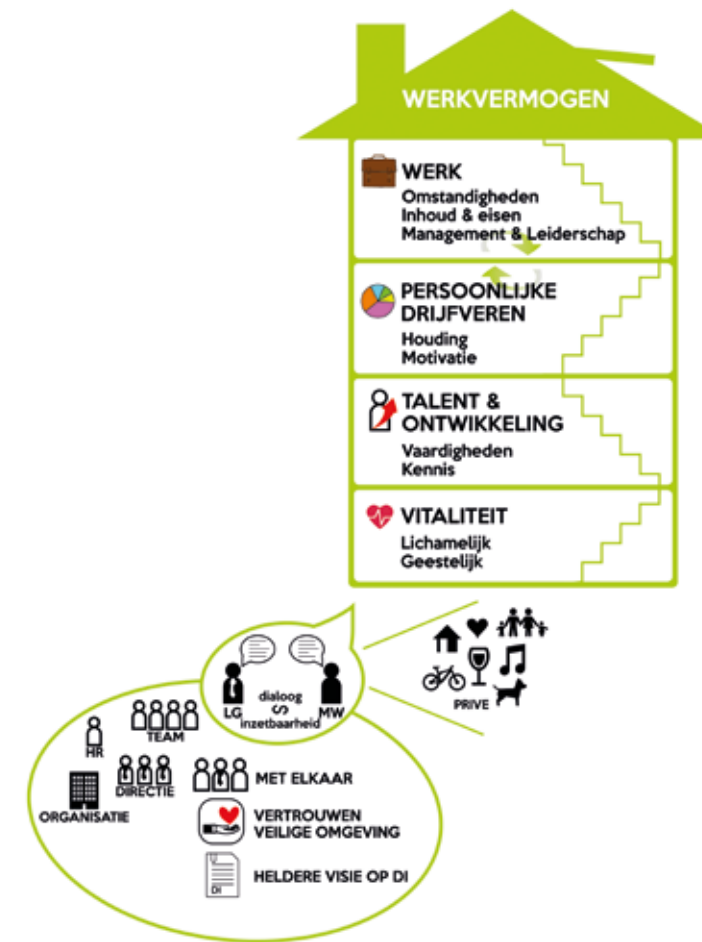 WERKVERMOGEN
WERK
Omstandigheden
Inhoud & eisen
Management & Leiderschap
PERSOONLIJKE
DRIJFVEREN
Houding
Motivatie
TALENT &
ONTWIKKELING
Vaardigheden
Kennis
VITALITEIT
Lichamelijk
Geestelijk
LG
dialoog
MW
inzetbaarheid
PRIVE
HR
TEAM
DIRECTIE
MET ELKAAR
ORGANISATIE
VERTROUWEN
VEILIGE OMGEVING
DI
HELDERE VISIE OP DI